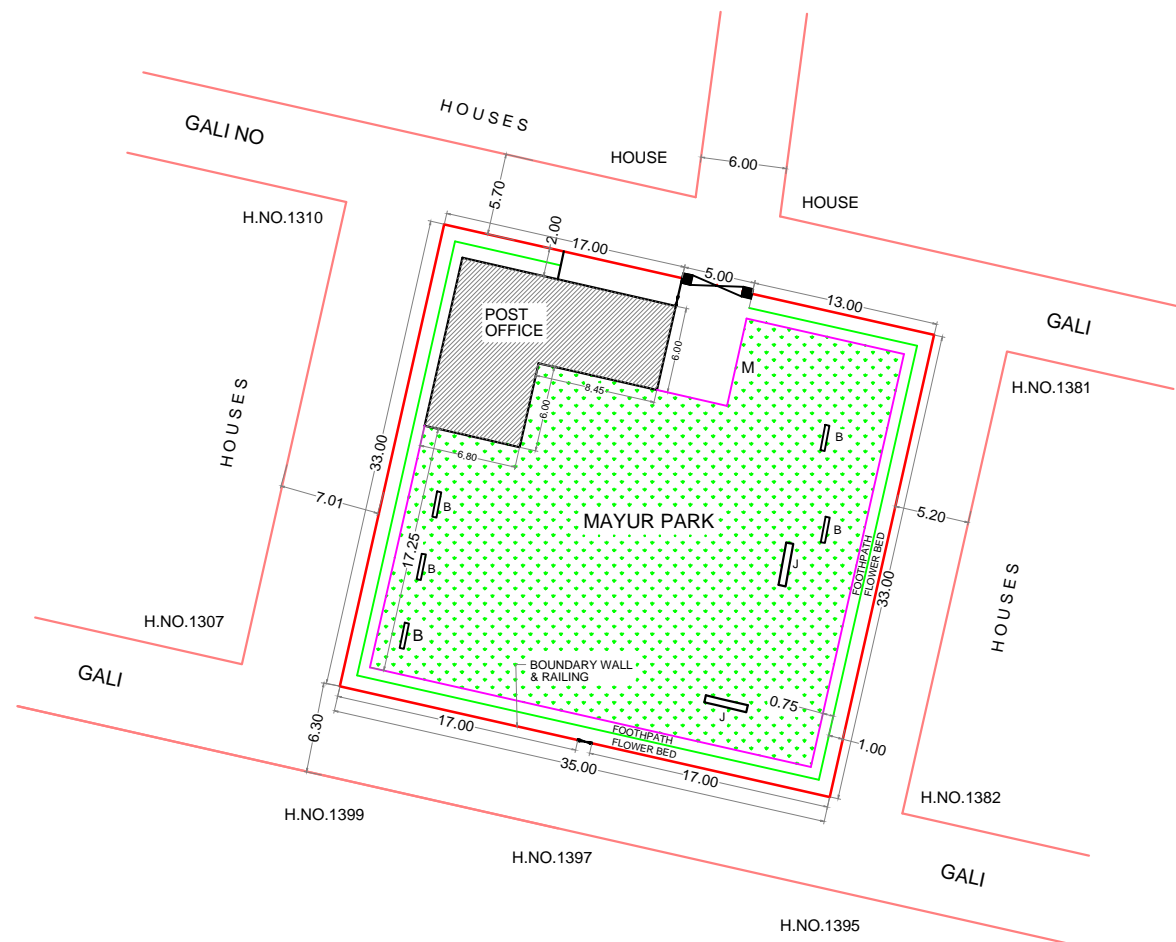 HOUSES
GALI NO
HOUSE
6.00
5.70
HOUSE
H.NO.1310
2.00
17.00
5.00
13.00
GALI
POST
OFFICE
6.00
M
8.45
H.NO.1381
HOUSES
33.00
6.00
B
6.80
7.01
B
MAYUR PARK
B
5.20
17.25
B
J
FOOTHPATH
FLOWER BED
33.00
HOUSES
H.NO.1307
B
BOUNDARY WALL
& RAILING
GALI
0.75
J
6.30
17.00
FOOTHPATH
FLOWER BED
1.00
35.00
17.00
H.NO.1382
H.NO.1399
H.NO.1397
GALI
H.NO.1395